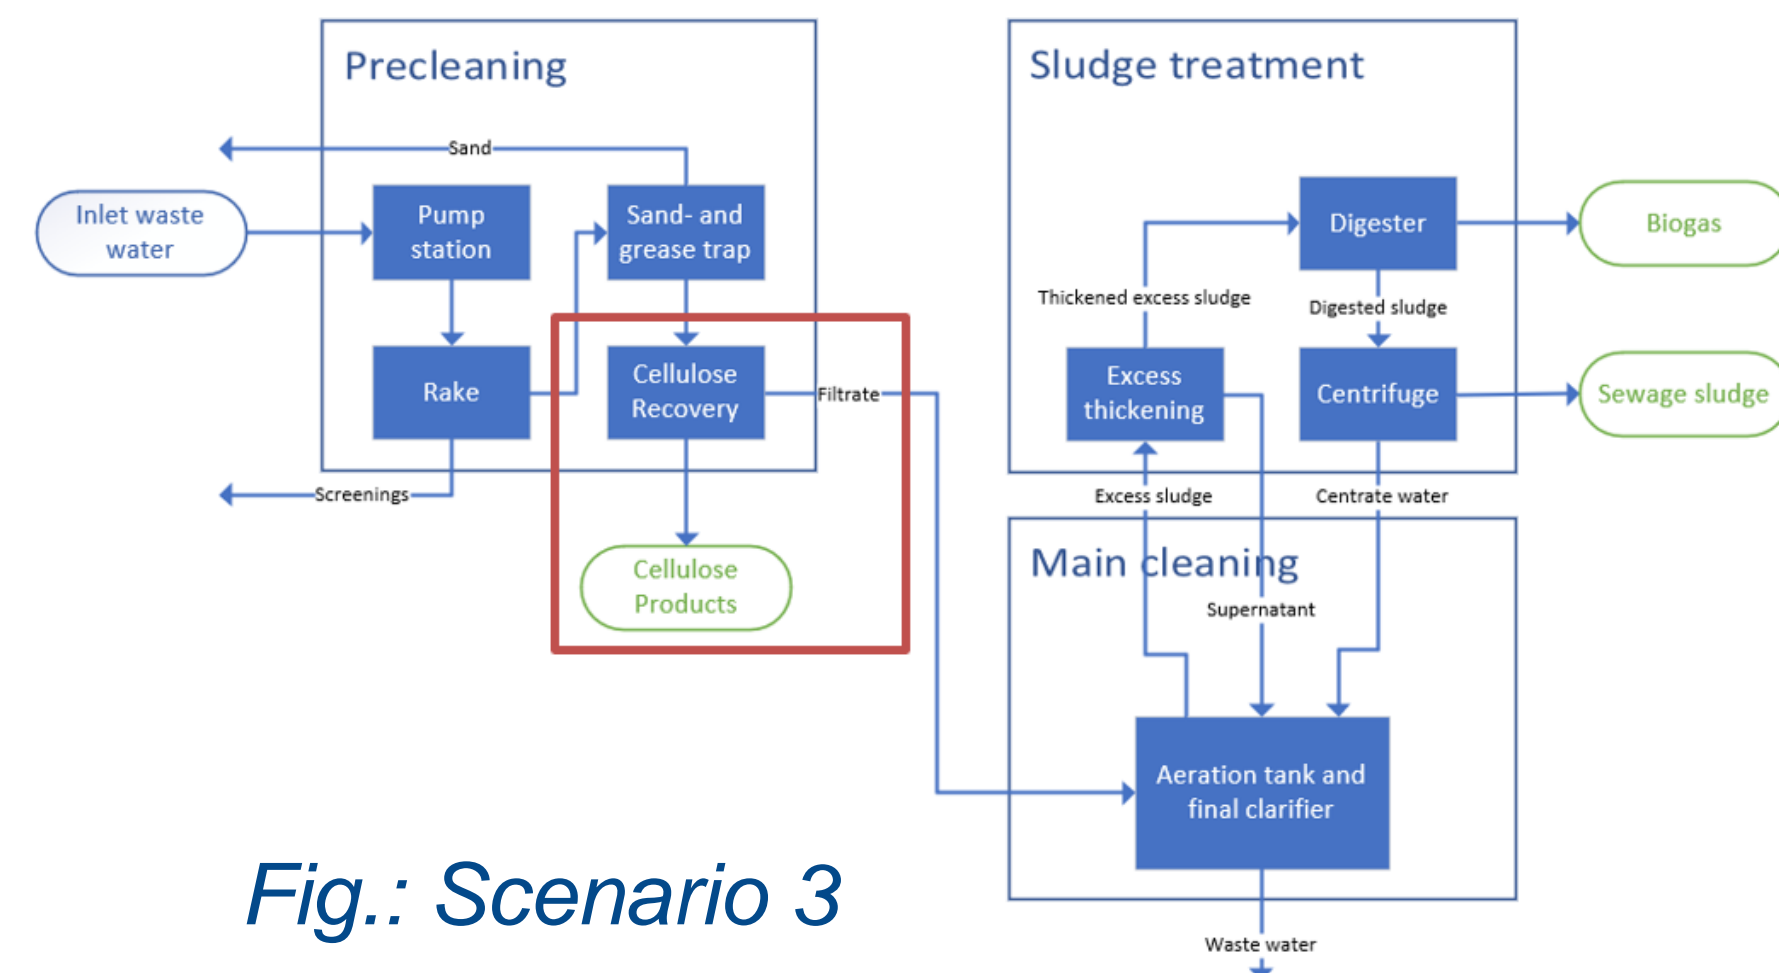 Precleaning
Sand
Inlet waste
water
Pump
station
Sand- and
grease trap
Rake
Cellulose
Recovery
Filtrate
Screenings
Cellulose
Products
Sludge treatment
Digester
Biogas
Thickened excess sludge
Digested sludge
Excess
thickening
Centrifuge
Sewage sludge
Excess sludge
Centrate water
Main cleaning
Supernatant
Aeration tank and
final clarifier
Waste water
Fig.: Scenario 3